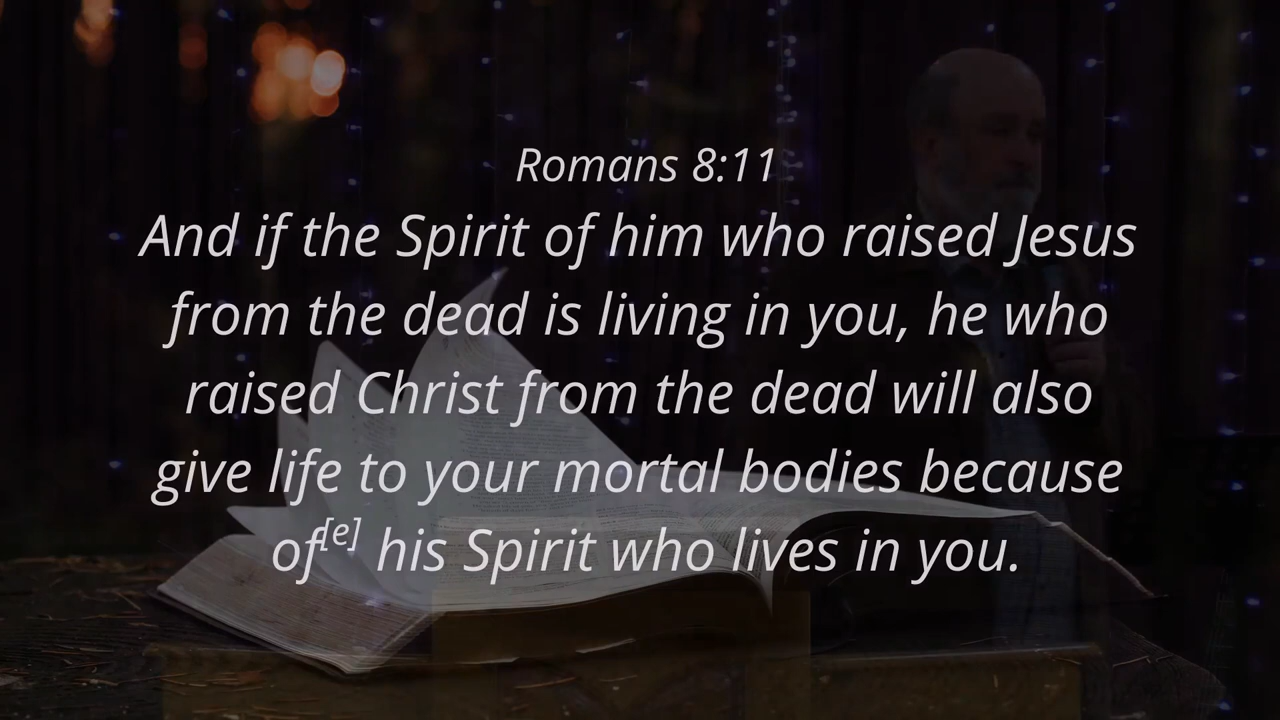 Romans 8:11
And if the Spirit of him who raised Jesus
from the dead is living in you, he who
raised Christ from the dead will also
give life to your mortal bodies because
of[e] his Spirit who lives in you.